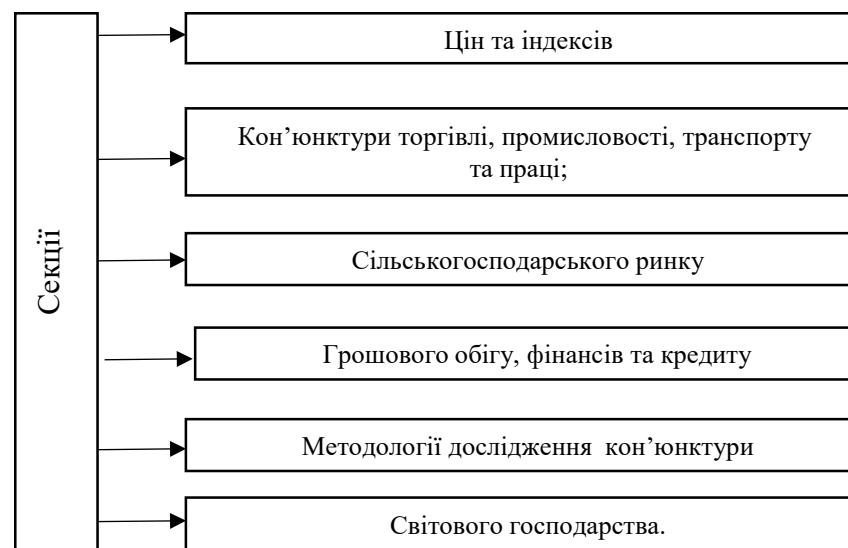 Секції
Цін та індексів
Кон’юнктури торгівлі, промисловості, транспорту
та праці;
Сільськогосподарського ринку
Грошового обігу, фінансів та кредиту
Методології дослідження  кон’юнктури
Світового господарства.